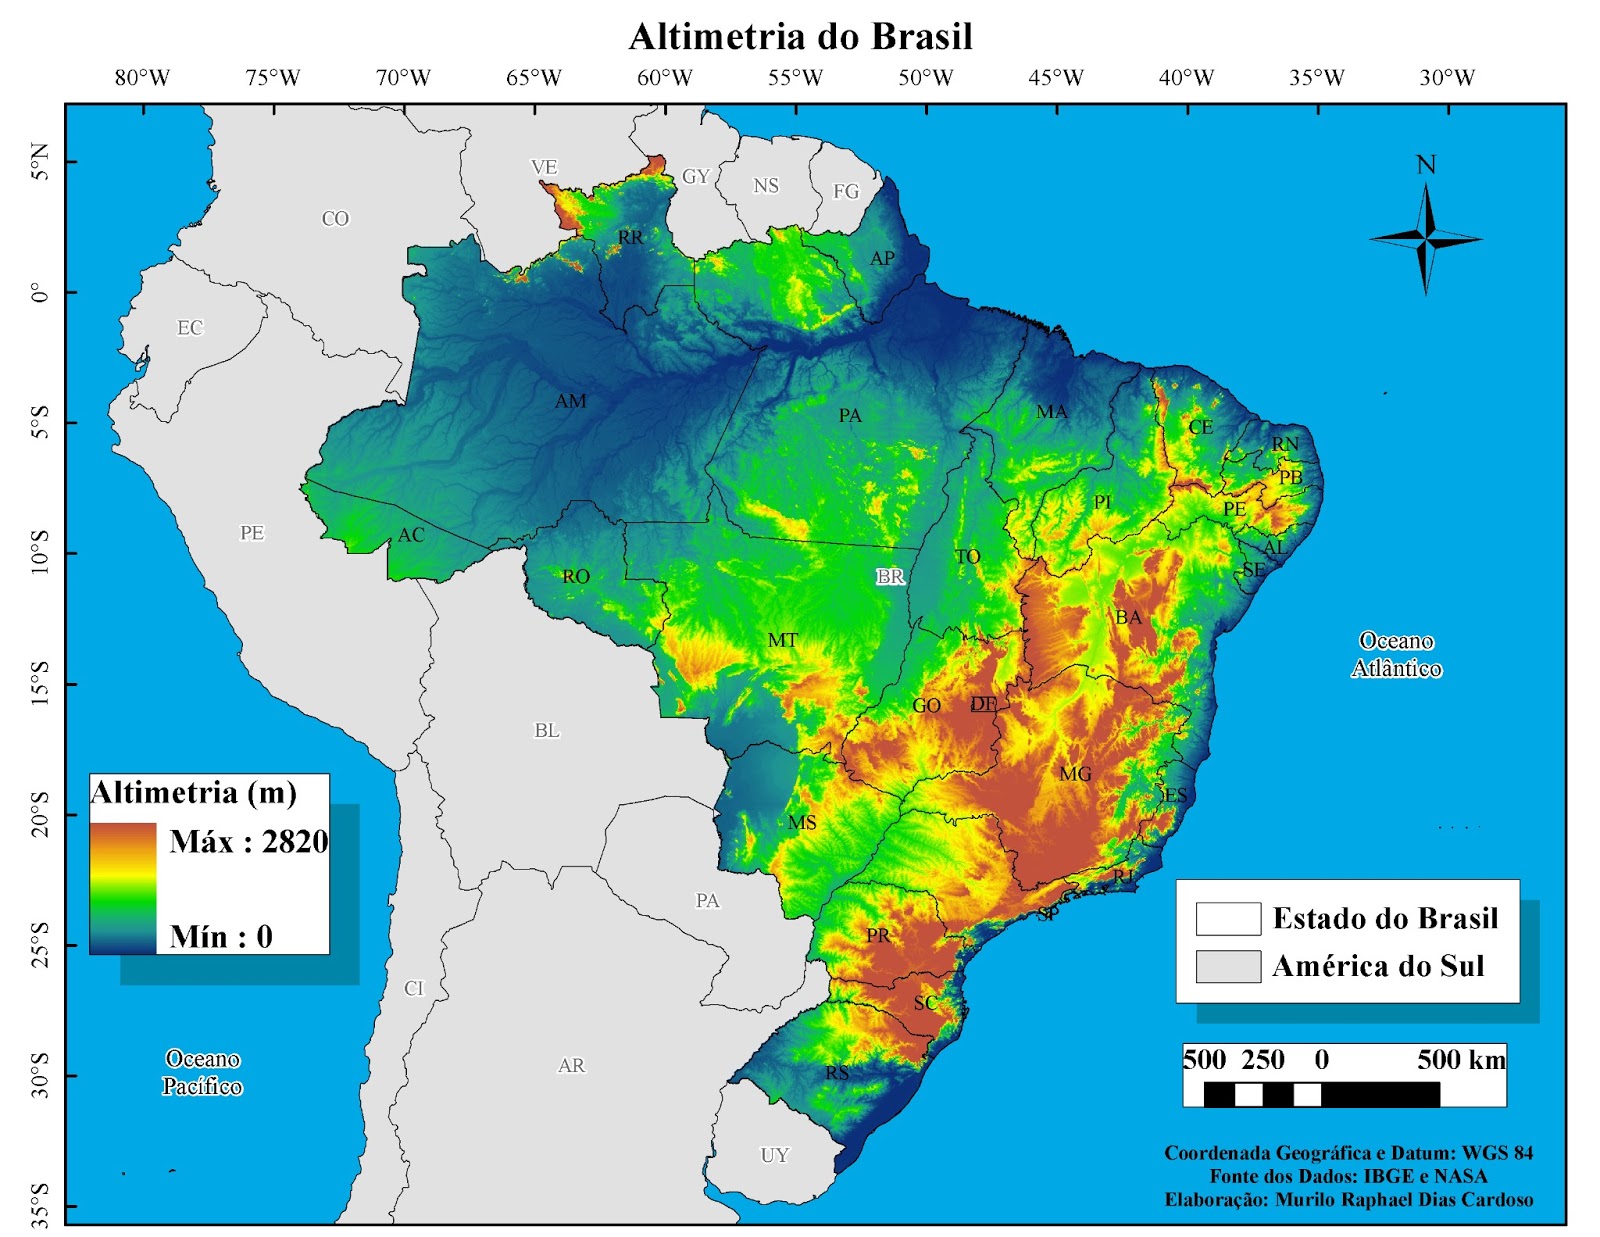 Altimetria do Brasil
80°W 75°W 70°W 65°W 60°W 55°W 50°W 45°W 40°W 35°W 30°W
5°N
0°
5°S
10°S
15°S
20°S
25°S
30°S
35°S
N
VE
GY
NS
FG
CO
RR
AP
EC
AM
PA
MA
CE
RN
PB
PI
PE
PE
AC
AL
TO
SE
RO
BR
BA
MT
GO
DF
BL
MG
ES
MS
RJ
PA
SP
PR
CI
SC
AR
RS
UY
Oceano
Atlântico
Oceano
Pacífico
Altimetria (m)
Máx : 2820
Mín : 0
Estado do Brasil
América do Sul
500 250 0 500 km
Coordenada Geográfica e Datum: WGS 84
Fonte dos Dados: IBGE e NASA
Elaboração: Murilo Raphael Dias Cardoso